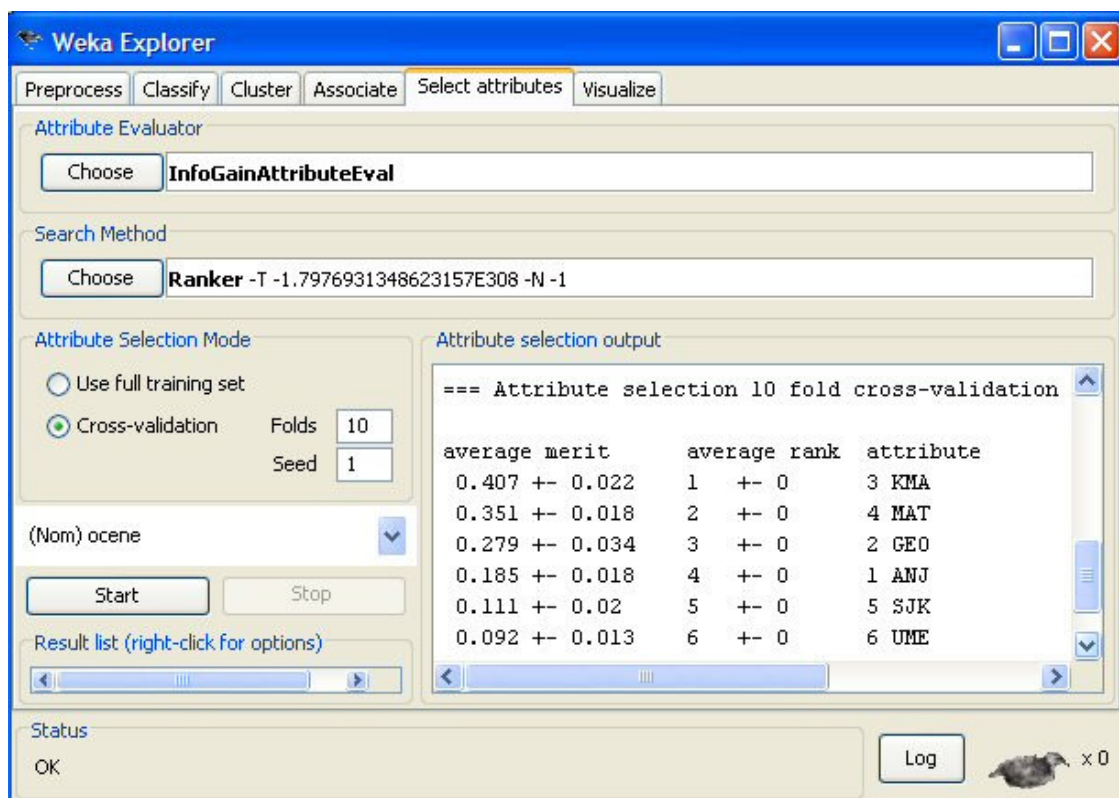 Weka Explorer
Preprocess Classify Cluster Associate Select attributes Visualize
Attribute Evaluator
Choose InfoGainAttributeEval
Search Method
Choose Ranker -T -1.7976931348623157E308 -N -1
Attribute Selection Mode
Use full training set
Cross-validation Folds 10
Seed 1
(Nom) ocene
Start Stop
Result list (right-click for options)
Attribute selection output
=== Attribute selection 10 fold cross-validation
average merit average rank attribute
0.407 +- 0.022 1 +- 0 3 KMA
0.351 +- 0.018 2 +- 0 4 MAT
0.279 +- 0.034 3 +- 0 2 GEO
0.185 +- 0.018 4 +- 0 1 ANJ
0.111 +- 0.02 5 +- 0 5 SJK
0.092 +- 0.013 6 +- 0 6 UME
Status
OK
Log x 0